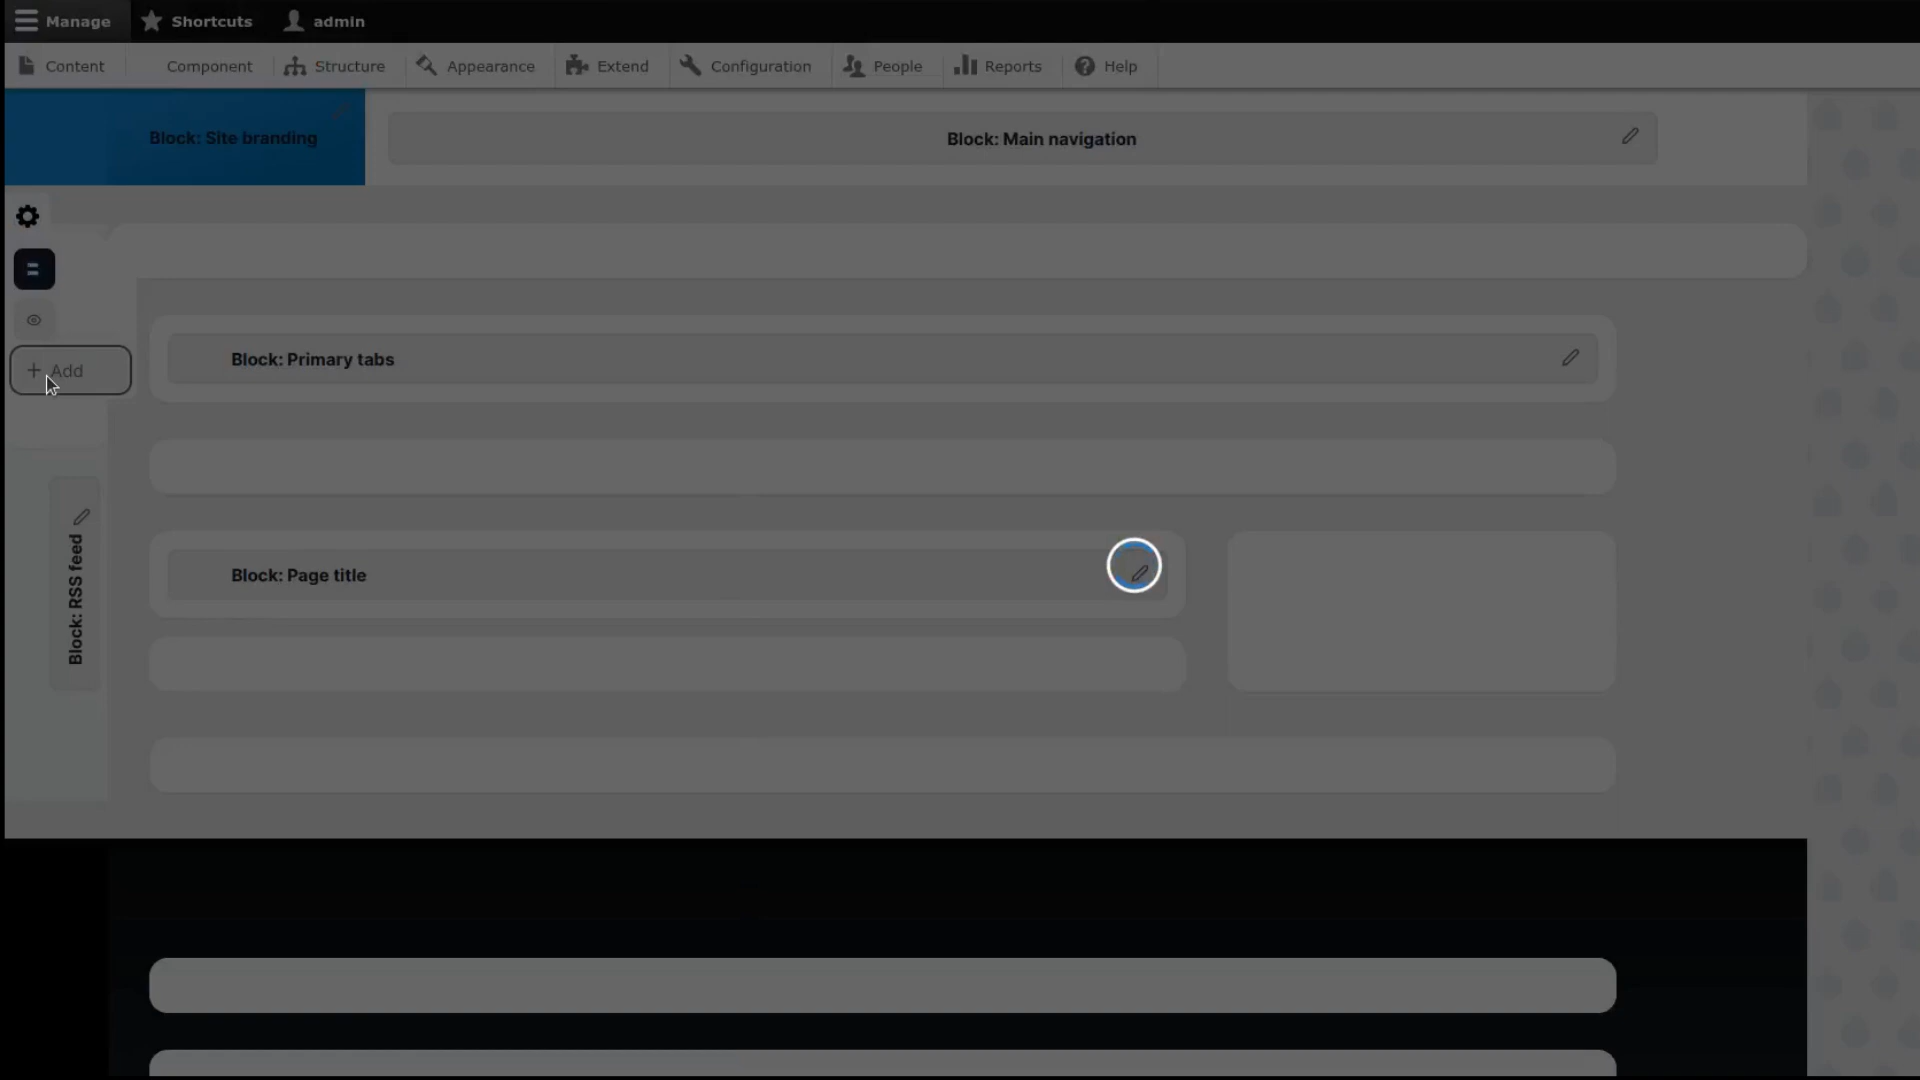 Manage
Shortcuts
admin
Content
Component
Structure
Appearance
Extend
Configuration
People
Reports
Help
Block: Site branding
Block: Main navigation
+ Add
Block: Primary tabs
Block: RSS feed
Block: Page title